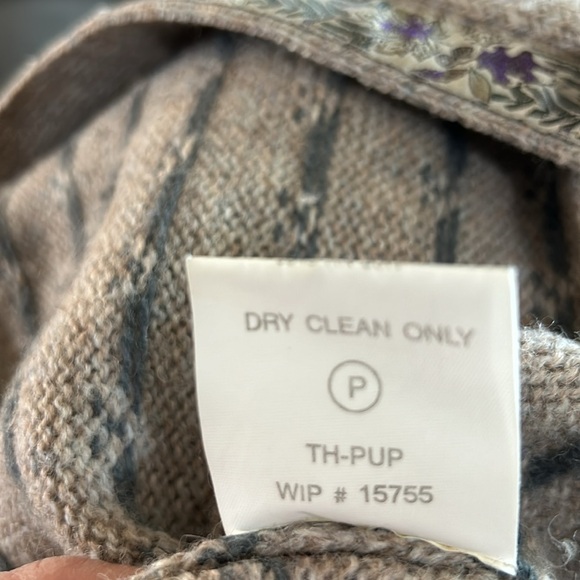 DRY CLEAN ONLY
P
TH-PUP
WIP # 15755